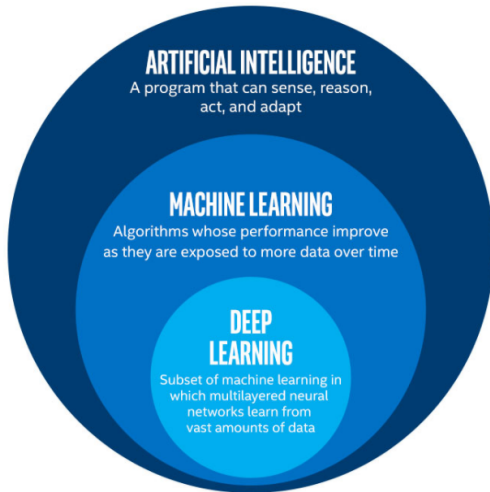 ARTIFICIAL INTELLIGENCE
A program that can sense, reason,
act, and adapt
MACHINE LEARNING
Algorithms whose performance improve
as they are exposed to more data over time
DEEP
LEARNING
Subset of machine learning in
which multilayered neural
networks learn from
vast amounts of data